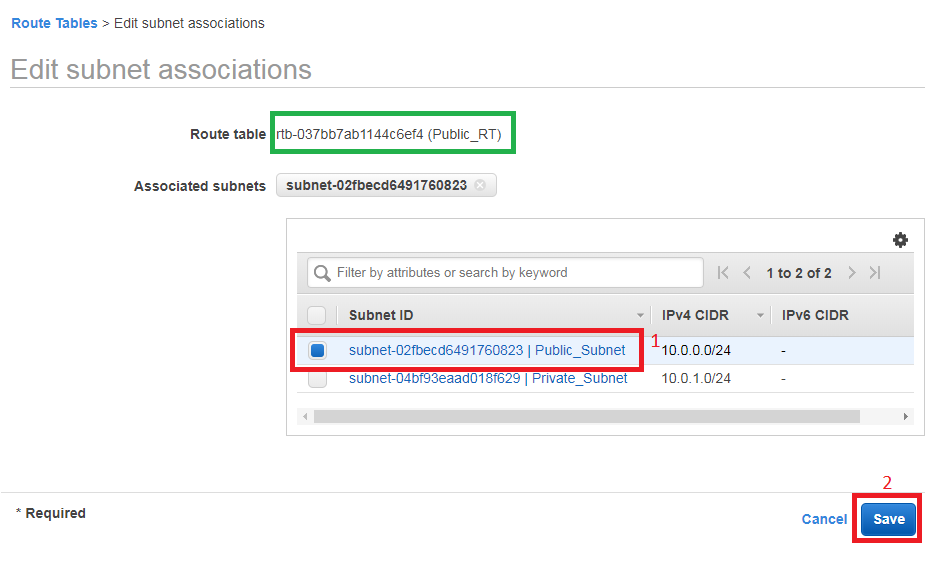 Route Tables > Edit subnet associations
Edit subnet associations
Route table rtb-037bb7ab1144c6ef4 (Public_RT)
Associated subnets subnet-02fbecd6491760823
Filter by attributes or search by keyword 1 to 2 of 2
Subnet ID IPv4 CIDR IPv6 CIDR
subnet-02fbecd6491760823 | Public_Subnet 1 10.0.0.0/24 -
subnet-04bf93eaad018f629 | Private_Subnet 10.0.1.0/24 -
2
* Required Cancel Save